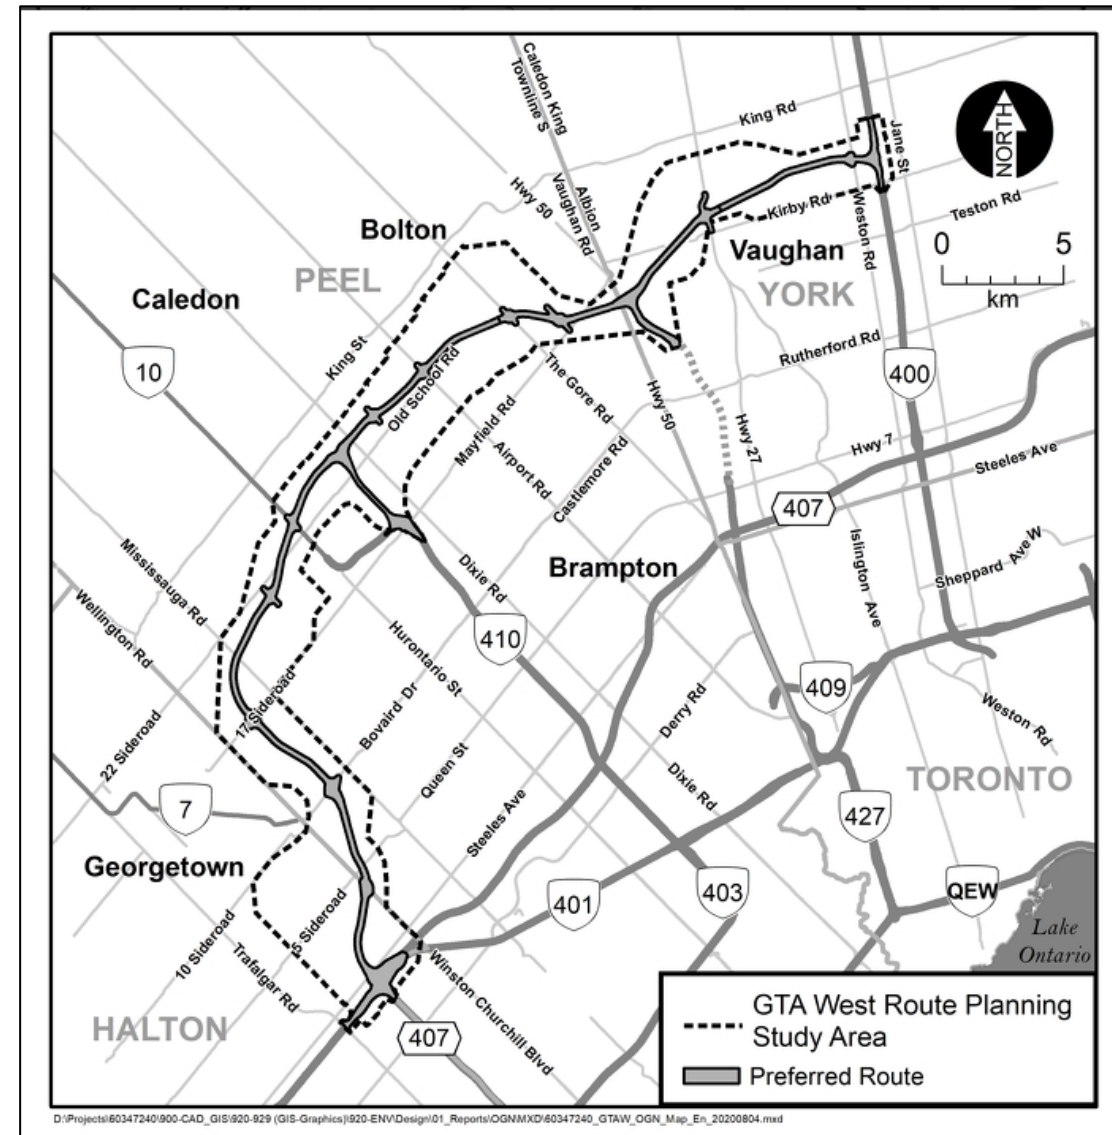 Caledon King
Townline S
King Rd
Jane St
NORTH
Hwy 50
Albion
Vaughan Rd
Kirby Rd
Weston Rd
Teston Rd
Bolton
Vaughan
0 5
km
PEEL
YORK
Caledon
King St
10
Old School Rd
The Gore Rd
Rutherford Rd
400
Mayfield Rd
Hwy 50
Hwy 27
Hwy 7
Steeles Ave
Airport Rd
Castlemore Rd
407
Mississauga Rd
Dixie Rd
Brampton
Islington Ave
Sheppard Ave W
Wellington Rd
Hurontario St
410
409
22 Sideroad
17 Sideroad
Bovaird Dr
Queen St
Derry Rd
Weston Rd
7
Steeles Ave
Dixie Rd
TORONTO
427
Georgetown
401
403
QEW
10 Sideroad
5 Sideroad
Trafalgar Rd
Winston Churchill Blvd
Lake
Ontario
HALTON
407
GTA West Route Planning
Study Area
Preferred Route
D:\Projects\60347240\900-CAD_GIS\920-929 (GIS-Graphics)\920-ENV\Design\01_Reports\OGN\MXD\60347240_GTAW_OGN_Map_En_20200804.mxd